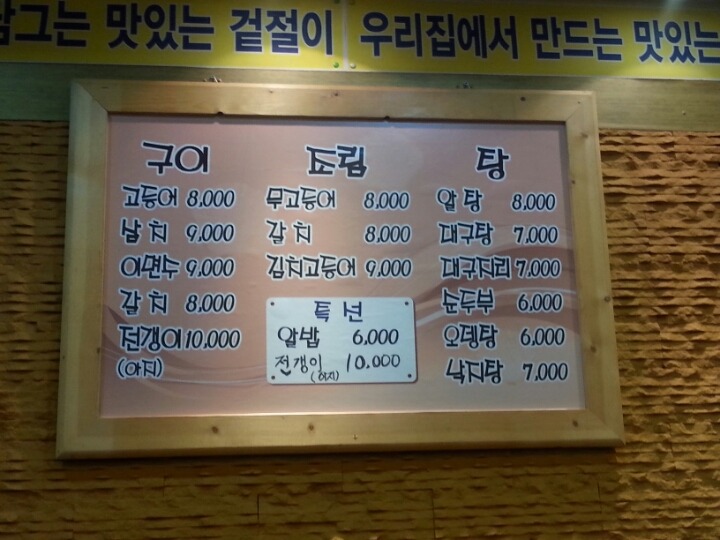 담그는 맛있는 겉절이 우리집에서 만드는 맛있는
구이
고등어 8,000
삼치 9,000
이면수 9,000
갈치 8,000
전갱이 10,000
(아지)
조림
무고등어 8,000
갈치 8,000
김치고등어 9,000
특선
알밥 6,000
전갱이 10,000
(아지)
탕
알탕 8,000
대구탕 7,000
대구지리 7,000
순두부 6,000
오뎅탕 6,000
낙지탕 7,000